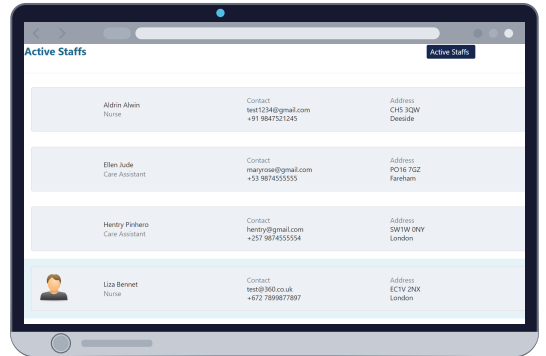 Active Staffs
Active Staffs
Aldrin Alwin
Nurse
Contact
test1234@gmail.com
+91 9847521245
Address
CH5 3QW
Deeside
Ellen Jude
Care Assistant
Contact
maryrose@gmail.com
+53 9874555555
Address
PO16 7GZ
Fareham
Hentry Pinhero
Care Assistant
Contact
hentry@gmail.com
+257 9874555554
Address
SW1W 0NY
London
Liza Bennet
Nurse
Contact
test@360.co.uk
+672 7899877897
Address
EC1V 2NX
London